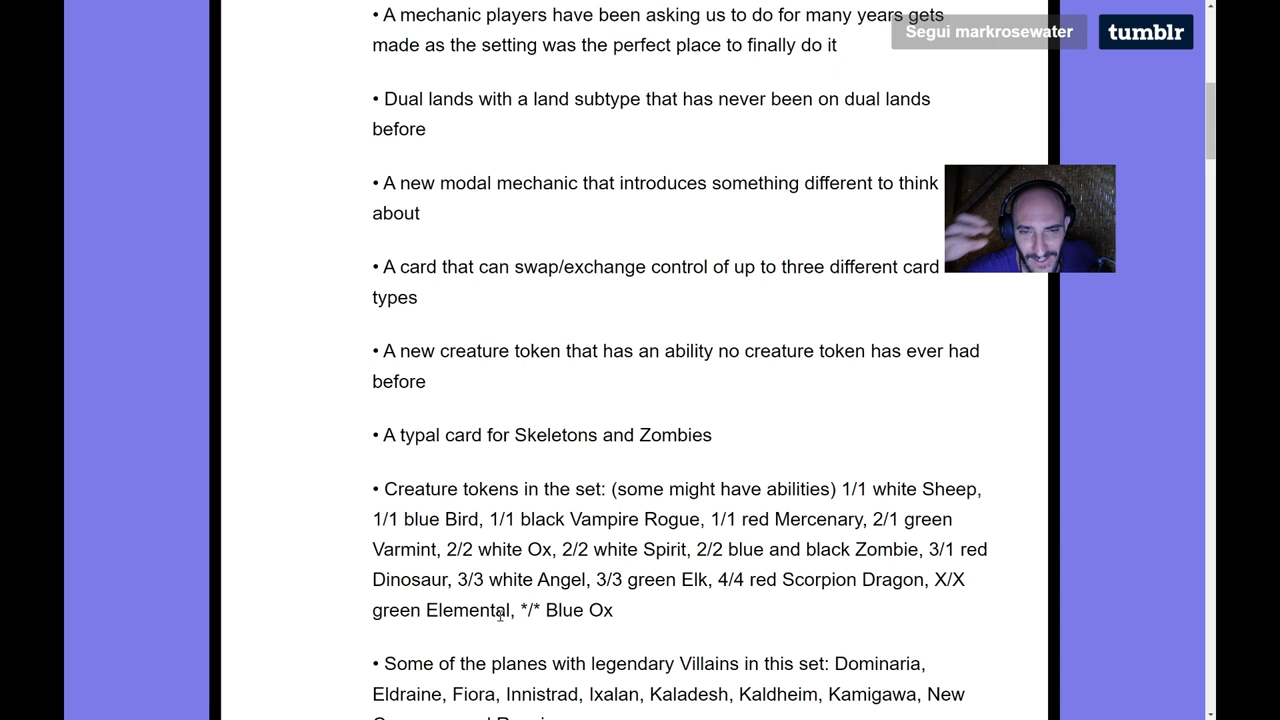 • A mechanic players have been asking us to do for many years gets
made as the setting was the perfect place to finally do it
Segui markrosewater
tumblr
• Dual lands with a land subtype that has never been on dual lands
before
• A new modal mechanic that introduces something different to think
about
• A card that can swap/exchange control of up to three different card
types
• A new creature token that has an ability no creature token has ever had
before
• A typal card for Skeletons and Zombies
• Creature tokens in the set: (some might have abilities) 1/1 white Sheep,
1/1 blue Bird, 1/1 black Vampire Rogue, 1/1 red Mercenary, 2/1 green
Varmint, 2/2 white Ox, 2/2 white Spirit, 2/2 blue and black Zombie, 3/1 red
Dinosaur, 3/3 white Angel, 3/3 green Elk, 4/4 red Scorpion Dragon, X/X
green Elemental, */* Blue Ox
• Some of the planes with legendary Villains in this set: Dominaria,
Eldraine, Fiora, Innistrad, Ixalan, Kaladesh, Kaldheim, Kamigawa, New